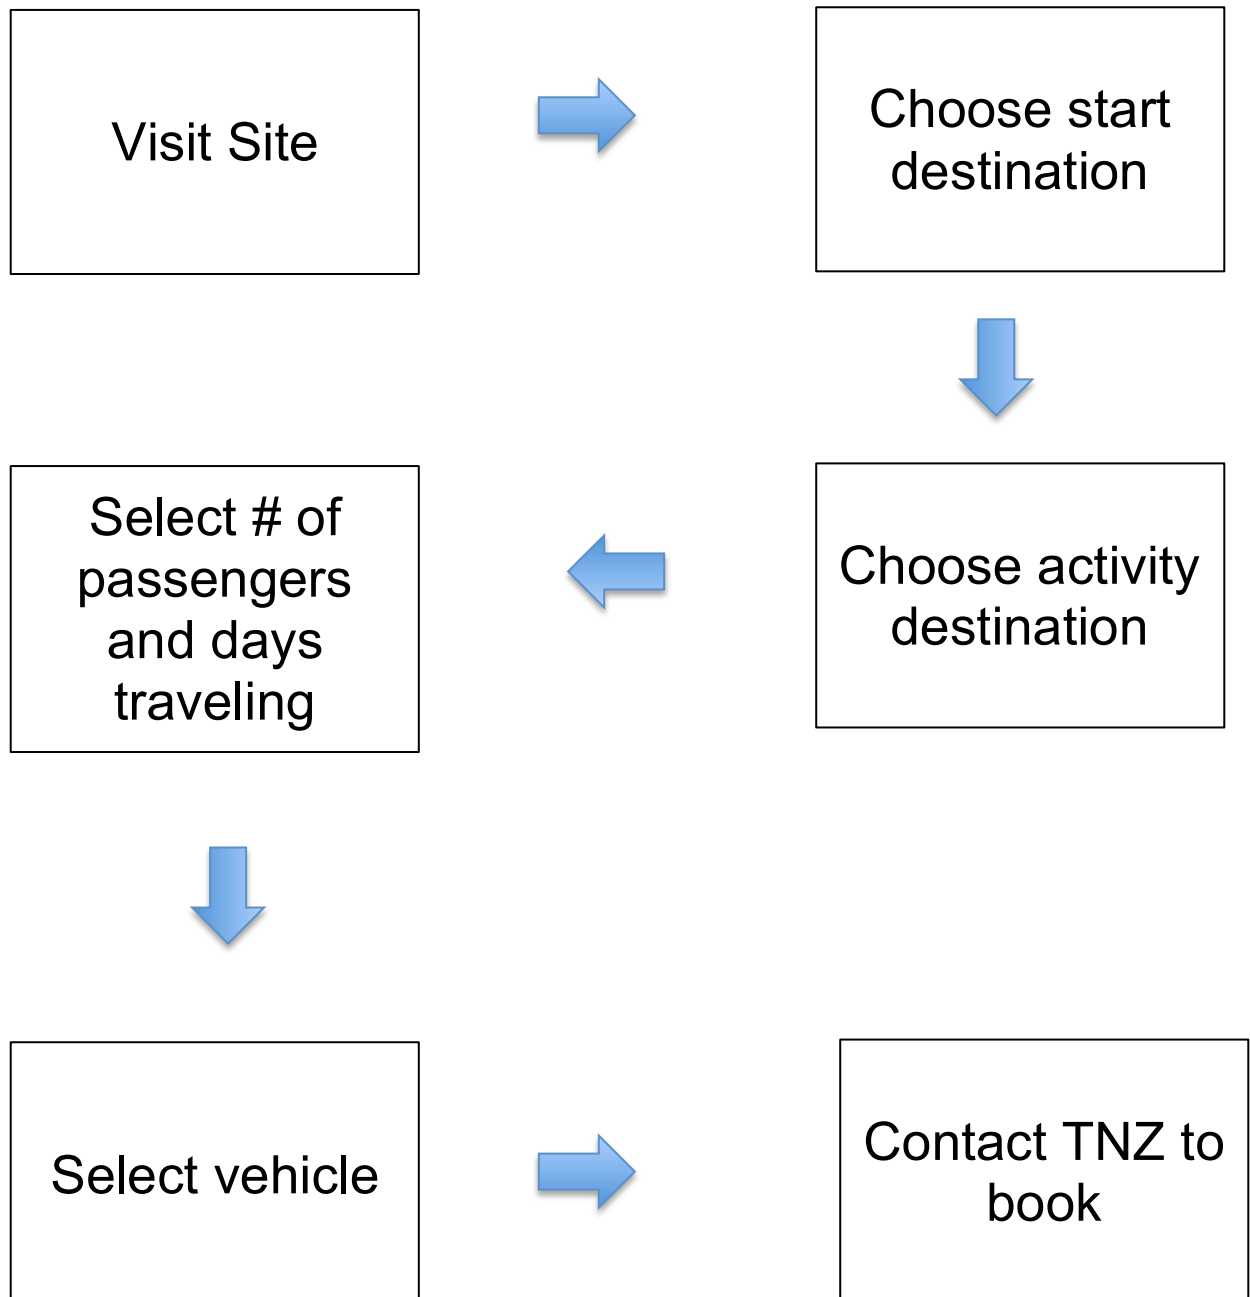 Visit Site
Choose start
destination
Choose activity
destination
Select # of
passengers
and days
traveling
Select vehicle
Contact TNZ to
book